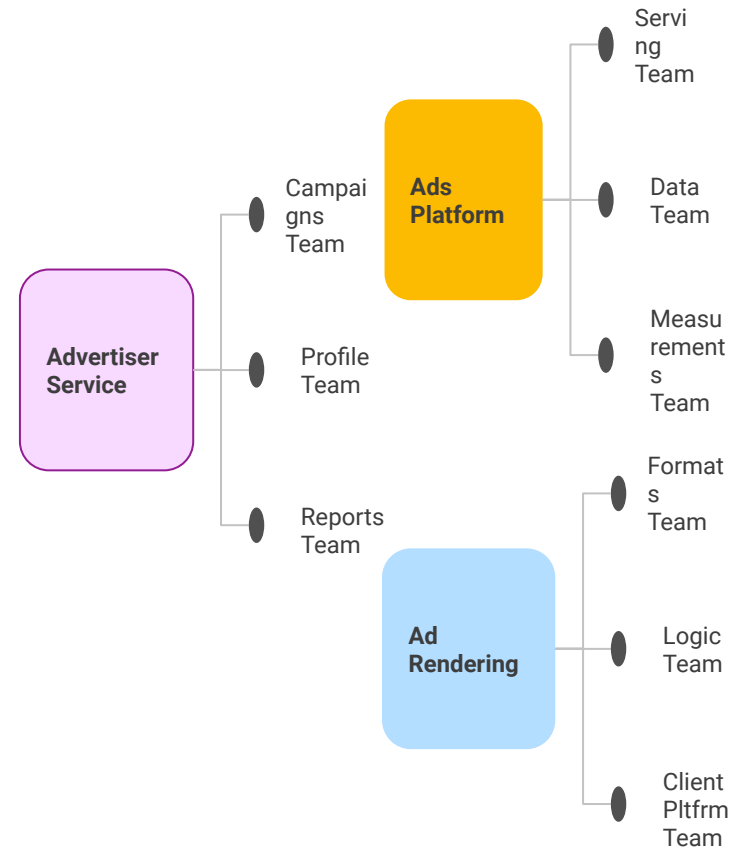 Advertiser
Service
Campai
gns
Team
Profile
Team
Reports
Team
Ads
Platform
Servi
ng
Team
Data
Team
Measu
rement
s
Team
Ad
Rendering
Format
s
Team
Logic
Team
Client
Pltfrm
Team